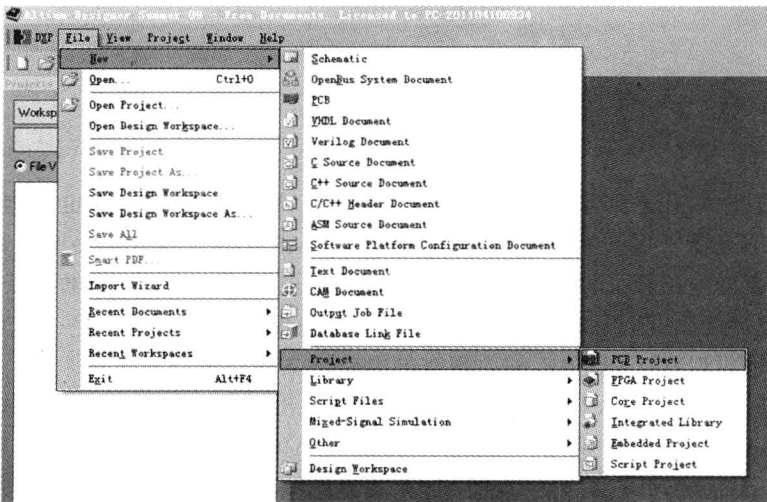 Altium Designer Summer 09 - Free Documents. Licensed to PC-201104100934
DXP File View Project Window Help
New
Open... Ctrl+O
Open Project...
Open Design Workspace...
Save Project
Save Project As...
Save Design Workspace
Save Design Workspace As...
Save All
Smart PDF...
Import Wizard
Recent Documents
Recent Projects
Recent Workspaces
Exit Alt+F4
Projects
Worksp
File V
Schematic
OpenBus System Document
PCB
VHDL Document
Verilog Document
C Source Document
C++ Source Document
C/C++ Header Document
ASM Source Document
Software Platform Configuration Document
Text Document
CAM Document
Output Job File
Database Link File
Project
Library
Script Files
Mixed-Signal Simulation
Other
Design Workspace
PCB Project
FPGA Project
Core Project
Integrated Library
Embedded Project
Script Project